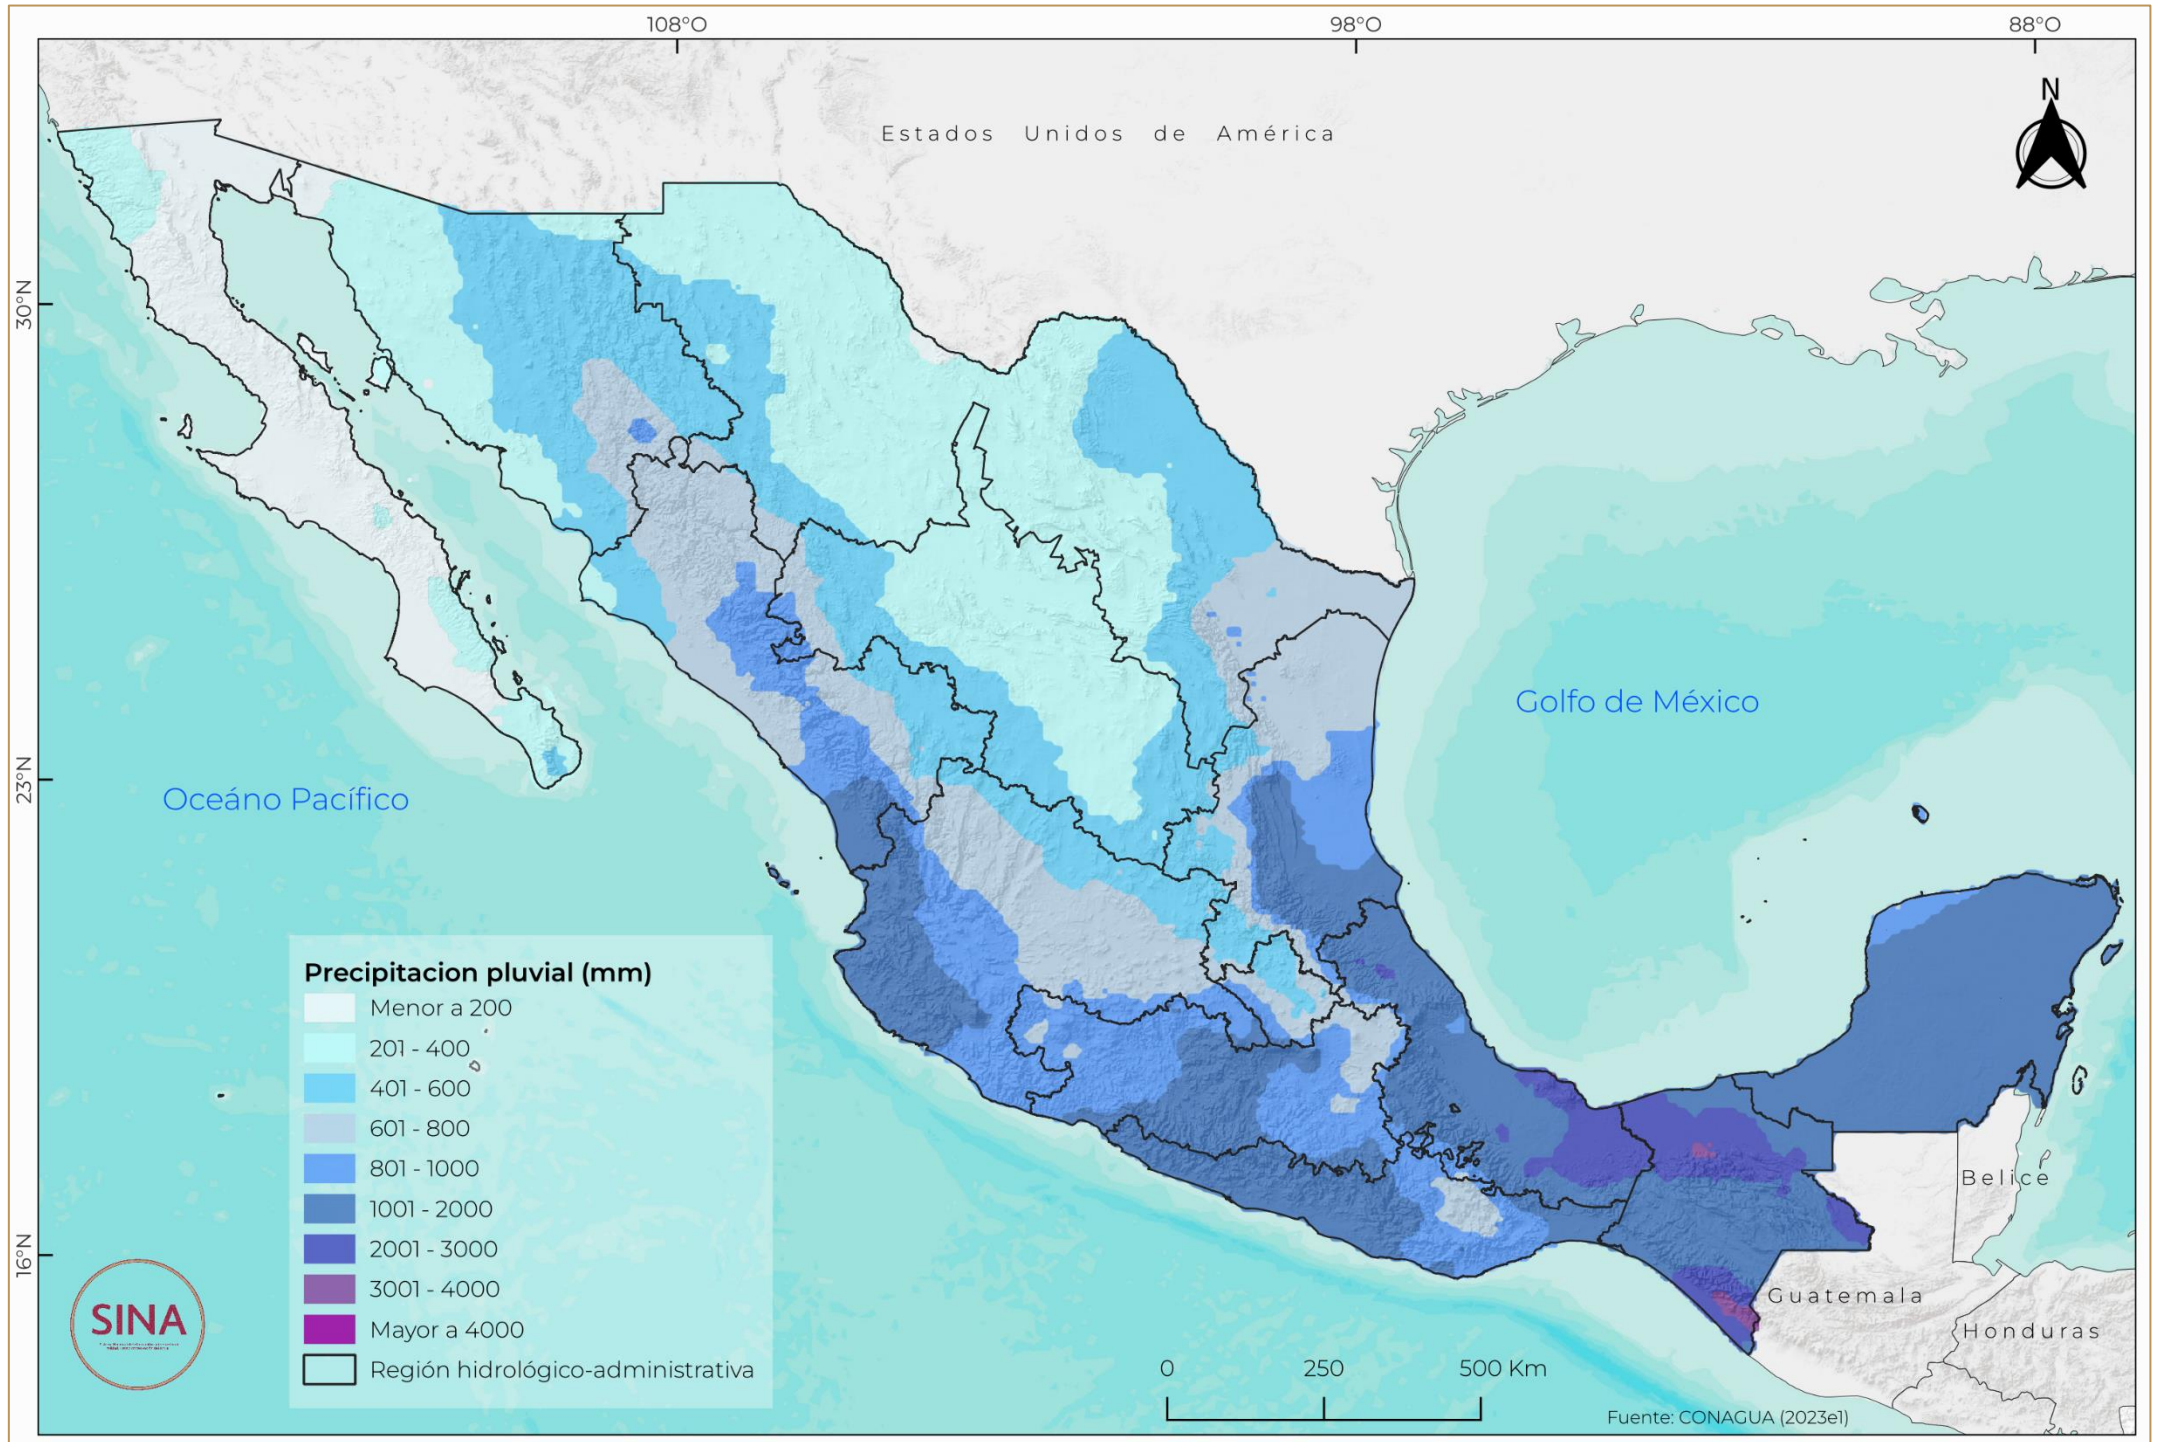 108°O 98°O 88°O
N
Estados Unidos de América
30°N
Golfo de México
23°N
Oceáno Pacífico
Precipitacion pluvial (mm)
Menor a 200
201 - 400
401 - 600
601 - 800
801 - 1000
1001 - 2000
2001 - 3000
3001 - 4000
Mayor a 4000
Región hidrológico-administrativa
Belice
16°N
Guatemala
Honduras
SINA
0 250 500 Km
Fuente: CONAGUA (2023e1)